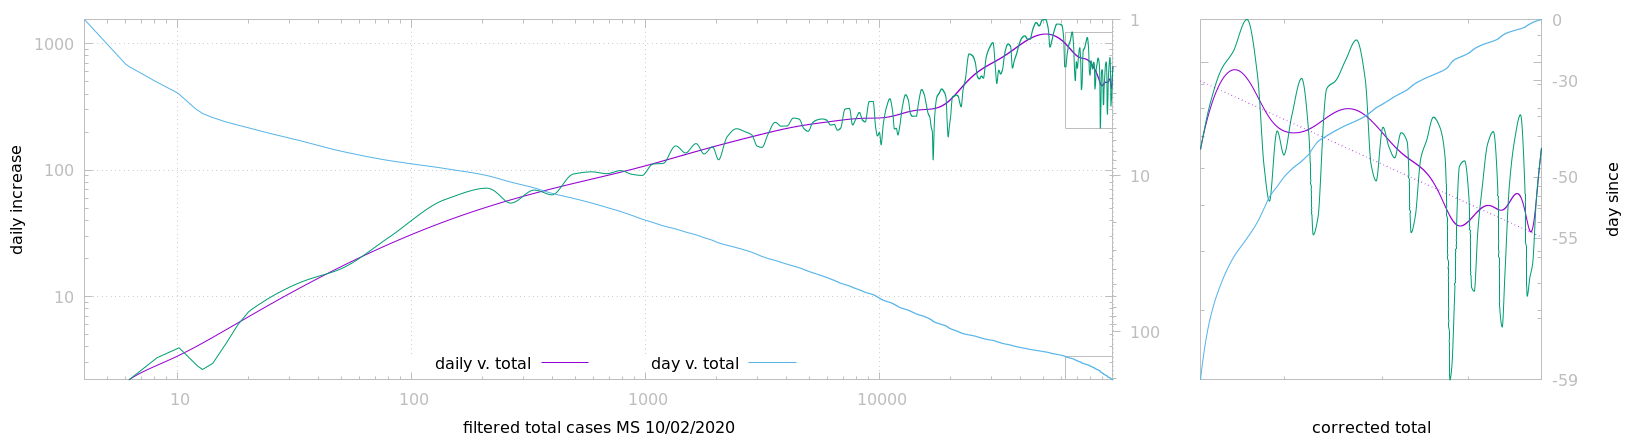 1000
100
10
daily increase
10
100
1000
10000
filtered total cases MS 10/02/2020
daily v. total
day v. total
1
10
100
0
-30
-50
-55
-59
day since
corrected total